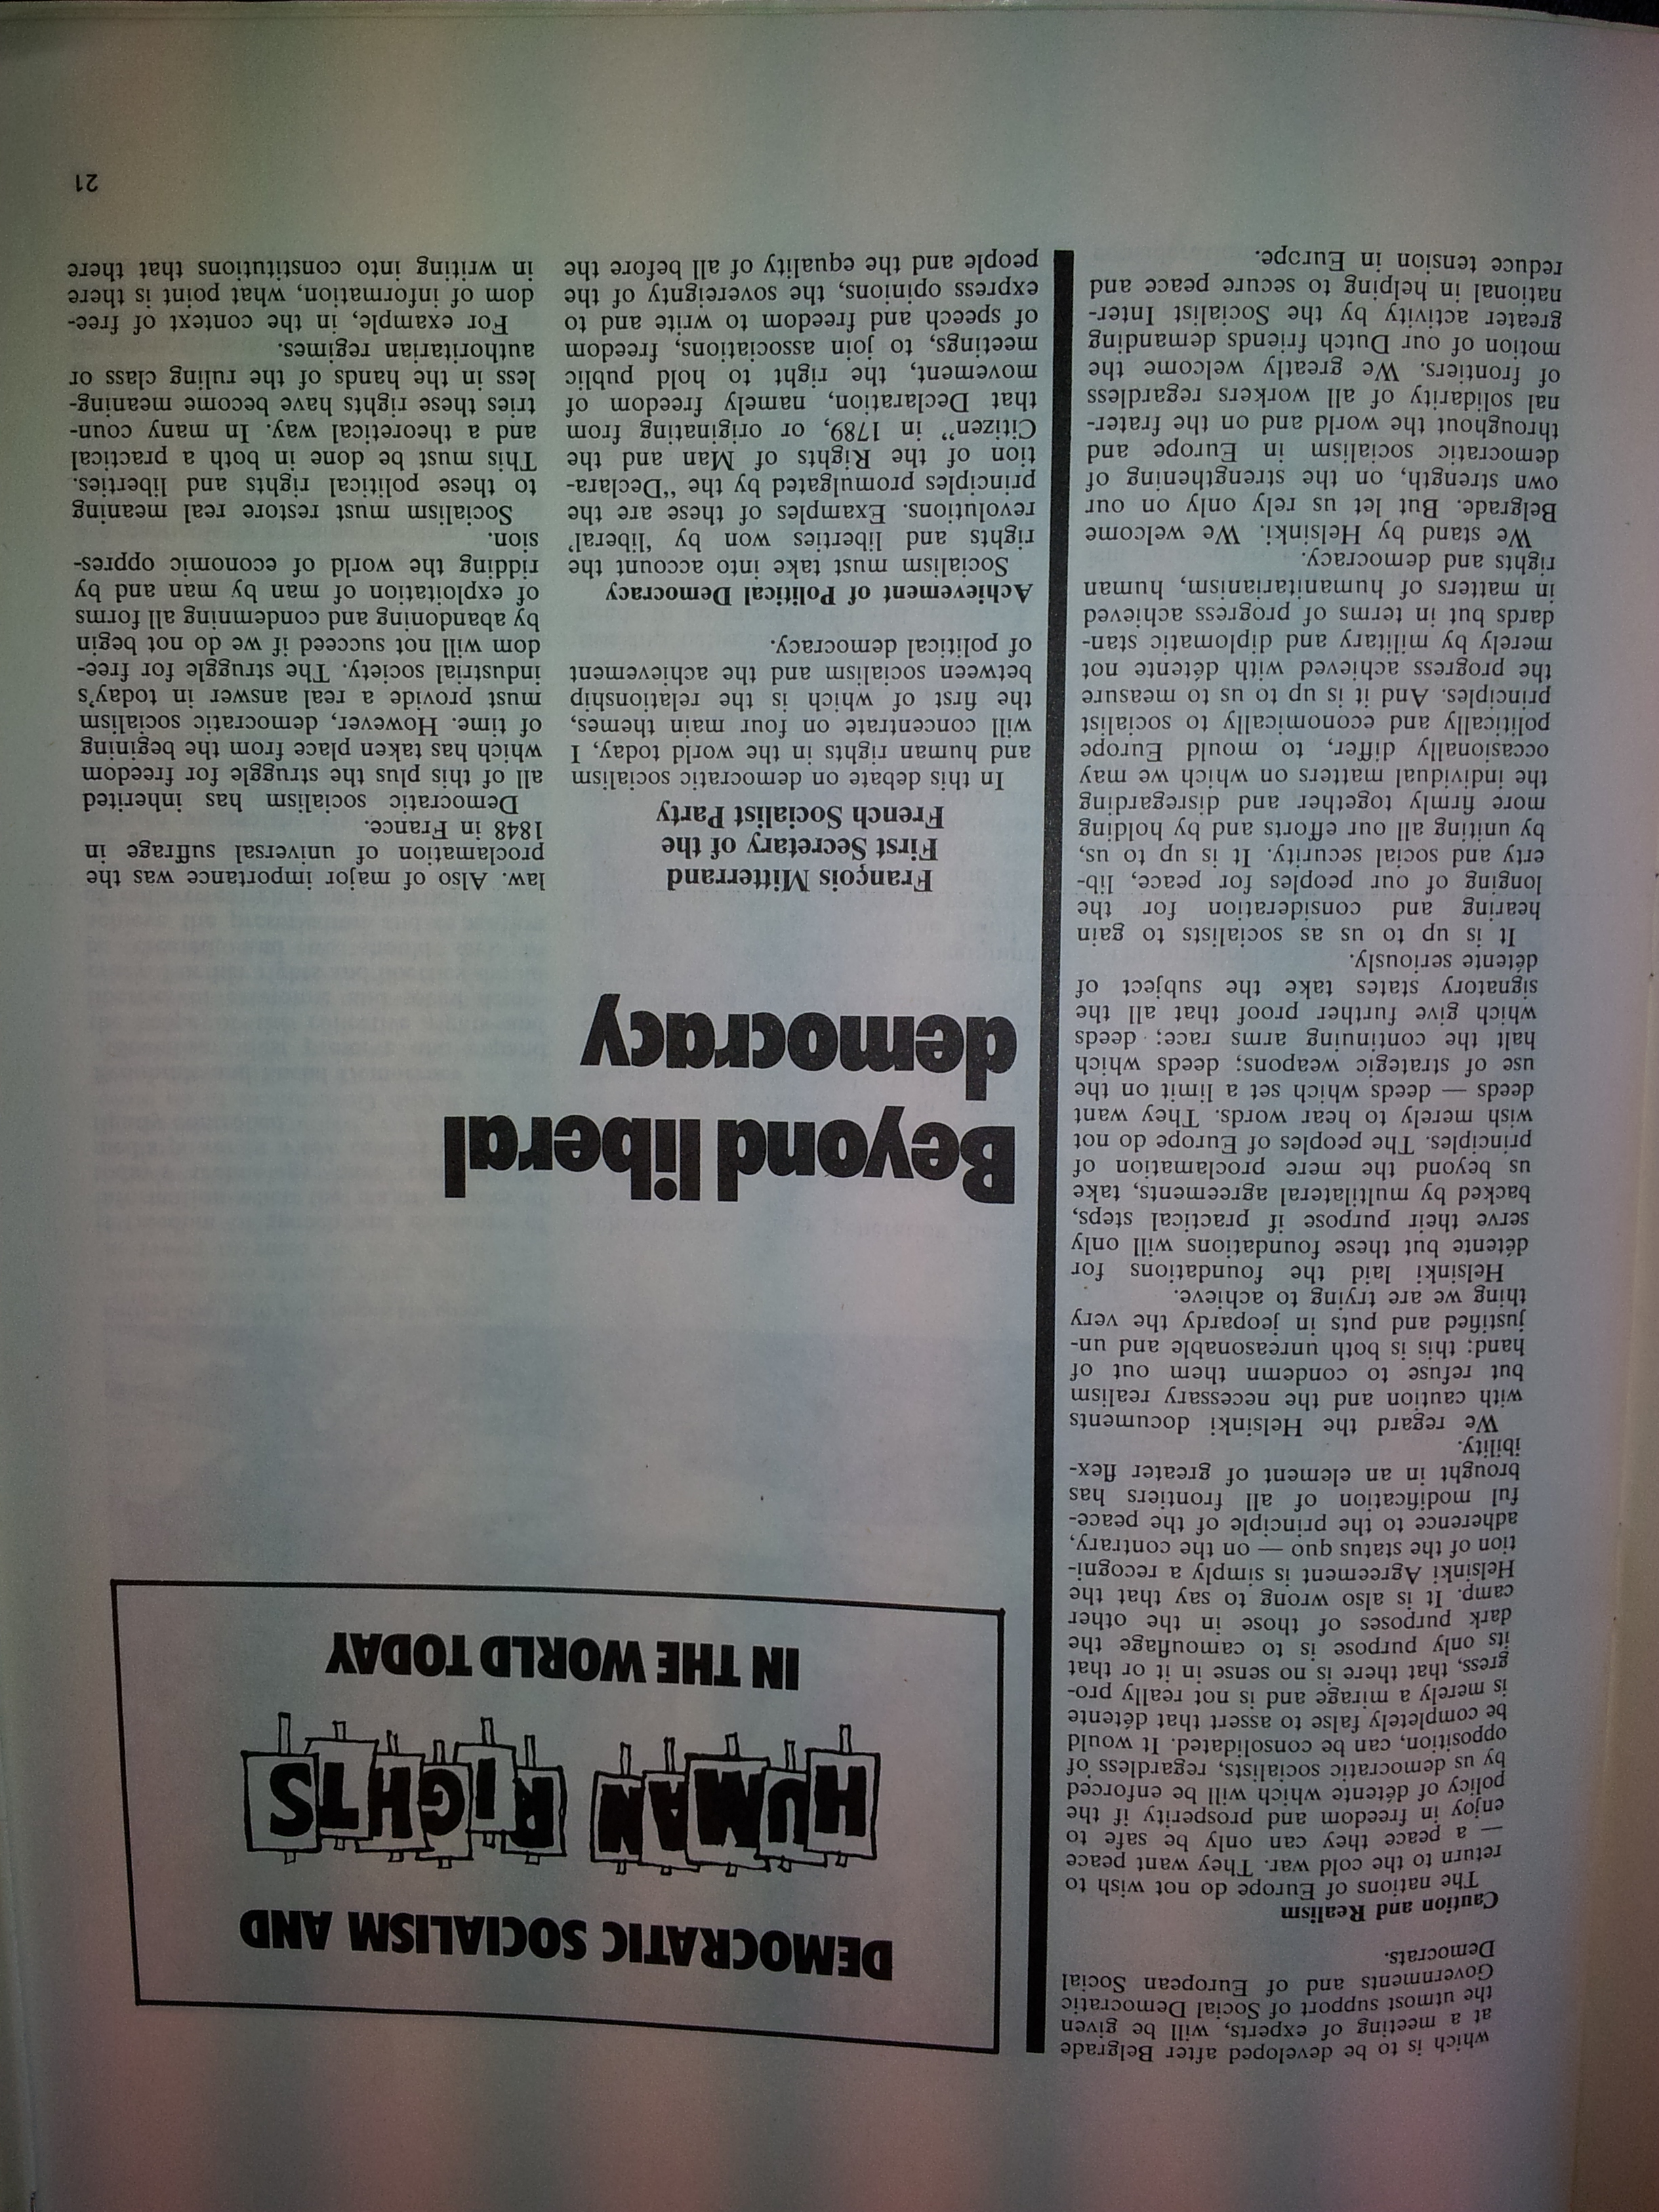 which is to be developed after Belgrade
at a meeting of experts, will be given
the utmost support of Social Democratic
Governments and of European Social
Democrats.
Caution and Realism
The nations of Europe do not wish to
return to the cold war. They want peace
— a peace they can only be safe to
enjoy in freedom and prosperity if the
policy of détente which will be enforced
by us democratic socialists, regardless of
opposition, can be consolidated. It would
be completely false to assert that détente
is merely a mirage and is not really pro-
gress, that there is no sense in it or that
its only purpose is to camouflage the
dark purposes of those in the other
camp. It is also wrong to say that the
Helsinki Agreement is simply a recogni-
tion of the status quo — on the contrary,
adherence to the principle of the peace-
ful modification of all frontiers has
brought in an element of greater flex-
ibility.
We regard the Helsinki documents
with caution and the necessary realism
but refuse to condemn them out of
hand; this is both unreasonable and un-
justified and puts in jeopardy the very
thing we are trying to achieve.
Helsinki laid the foundations for
détente but these foundations will only
serve their purpose if practical steps,
backed by multilateral agreements, take
us beyond the mere proclamation of
principles. The peoples of Europe do not
wish merely to hear words. They want
deeds — deeds which set a limit on the
use of strategic weapons; deeds which
halt the continuing arms race; deeds
which give further proof that all the
signatory states take the subject of
détente seriously.
It is up to us as socialists to gain
hearing and consideration for the
longing of our peoples for peace, lib-
erty and social security. It is up to us,
by uniting all our efforts and by holding
more firmly together and disregarding
the individual matters on which we may
occasionally differ, to mould Europe
politically and economically to socialist
principles. And it is up to us to measure
the progress achieved with détente not
merely by military and diplomatic stan-
dards but in terms of progress achieved
in matters of humanitarianism, human
rights and democracy.
We stand by Helsinki. We welcome
Belgrade. But let us rely only on our
own strength, on the strengthening of
democratic socialism in Europe and
throughout the world and on the frater-
nal solidarity of all workers regardless
of frontiers. We greatly welcome the
motion of our Dutch friends demanding
greater activity by the Socialist Inter-
national in helping to secure peace and
reduce tension in Europe.
DEMOCRATIC SOCIALISM AND
HUMAN RIGHTS
IN THE WORLD TODAY
Beyond liberal
democracy
François Mitterrand
First Secretary of the
French Socialist Party
In this debate on democratic socialism
and human rights in the world today, I
will concentrate on four main themes,
the first of which is the relationship
between socialism and the achievement
of political democracy.
Achievement of Political Democracy
Socialism must take into account the
rights and liberties won by 'liberal'
revolutions. Examples of these are the
principles promulgated by the “Declara-
tion of the Rights of Man and the
Citizen” in 1789, or originating from
that Declaration, namely freedom of
movement, the right to hold public
meetings, to join associations, freedom
of speech and freedom to write and to
express opinions, the sovereignty of the
people and the equality of all before the
law. Also of major importance was the
proclamation of universal suffrage in
1848 in France.
Democratic socialism has inherited
all of this plus the struggle for freedom
which has taken place from the begining
of time. However, democratic socialism
must provide a real answer in today's
industrial society. The struggle for free-
dom will not succeed if we do not begin
by abandoning and condemning all forms
of exploitation of man by man and by
ridding the world of economic oppres-
sion.
Socialism must restore real meaning
to these political rights and liberties.
This must be done in both a practical
and a theoretical way. In many coun-
tries these rights have become meaning-
less in the hands of the ruling class or
authoritarian regimes.
For example, in the context of free-
dom of information, what point is there
in writing into constitutions that there
21